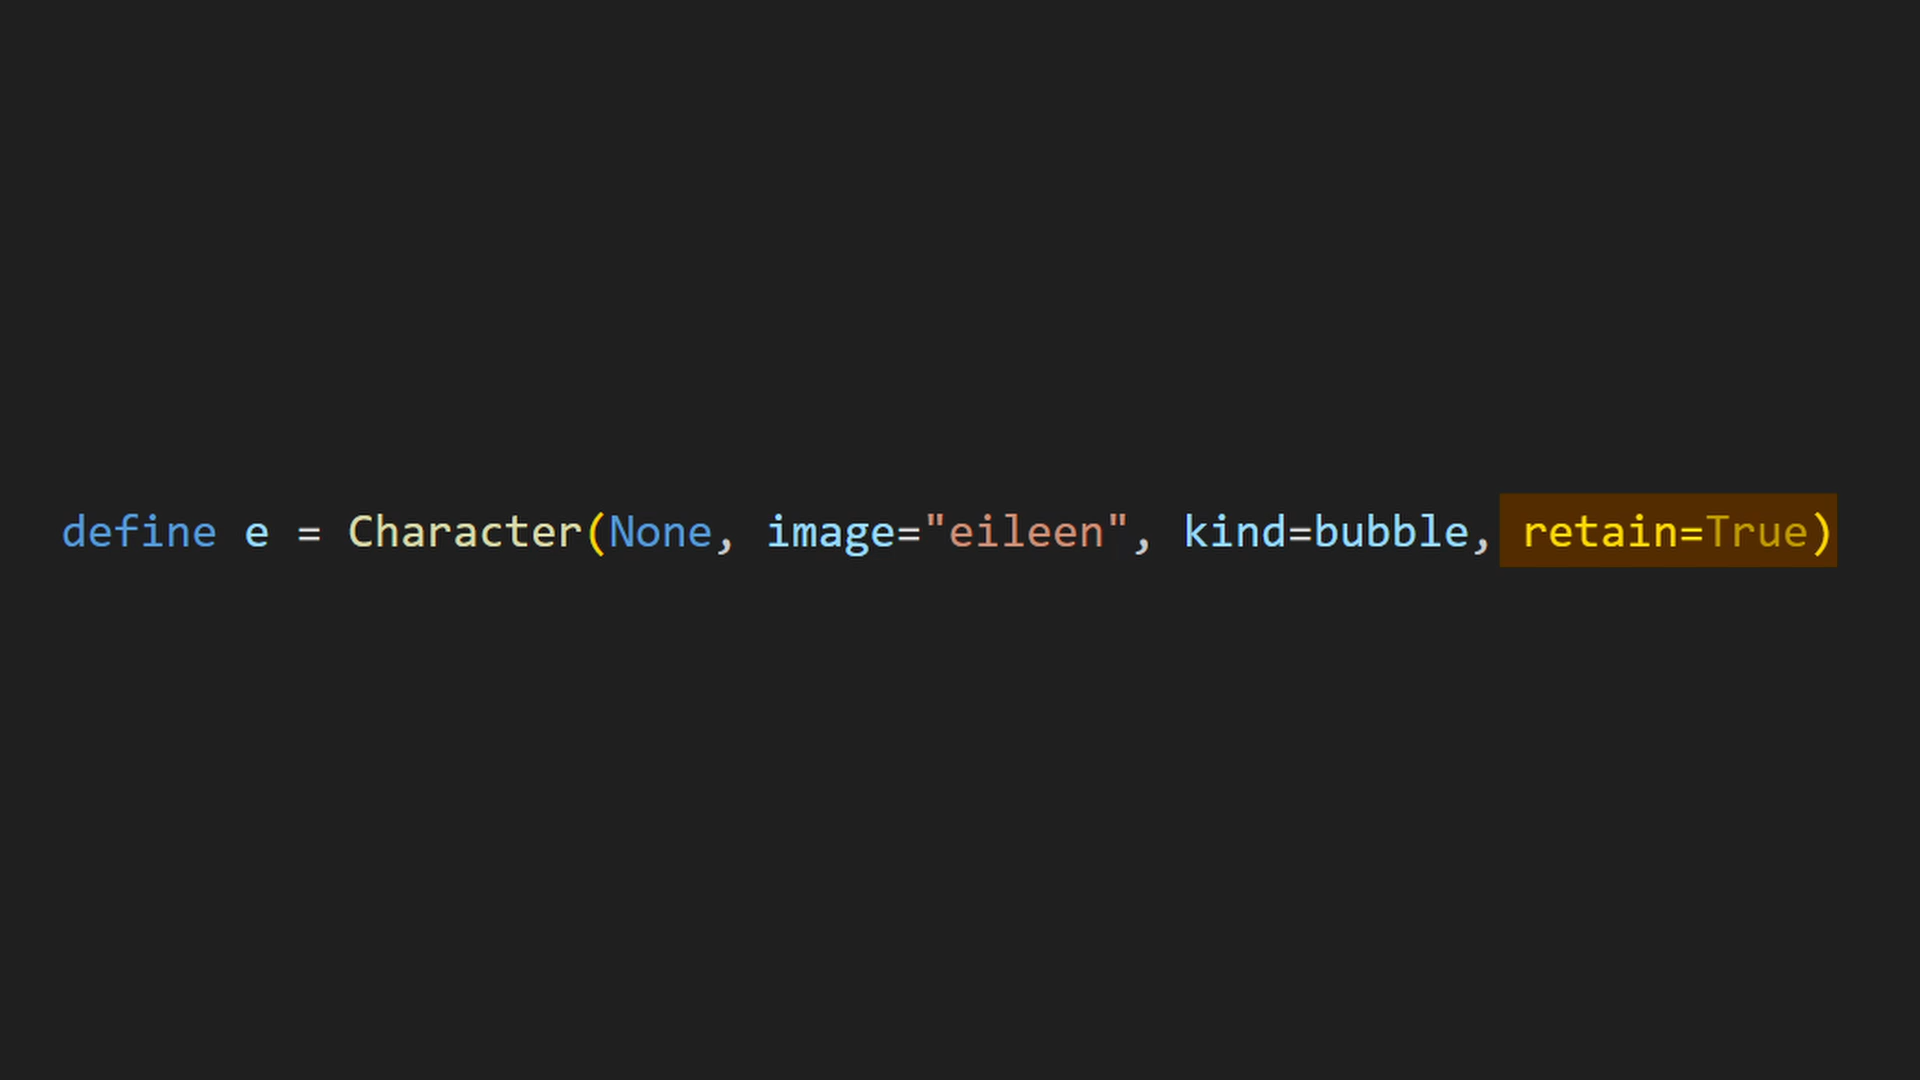 define e = Character(None, image="eileen", kind=bubble, retain=True)